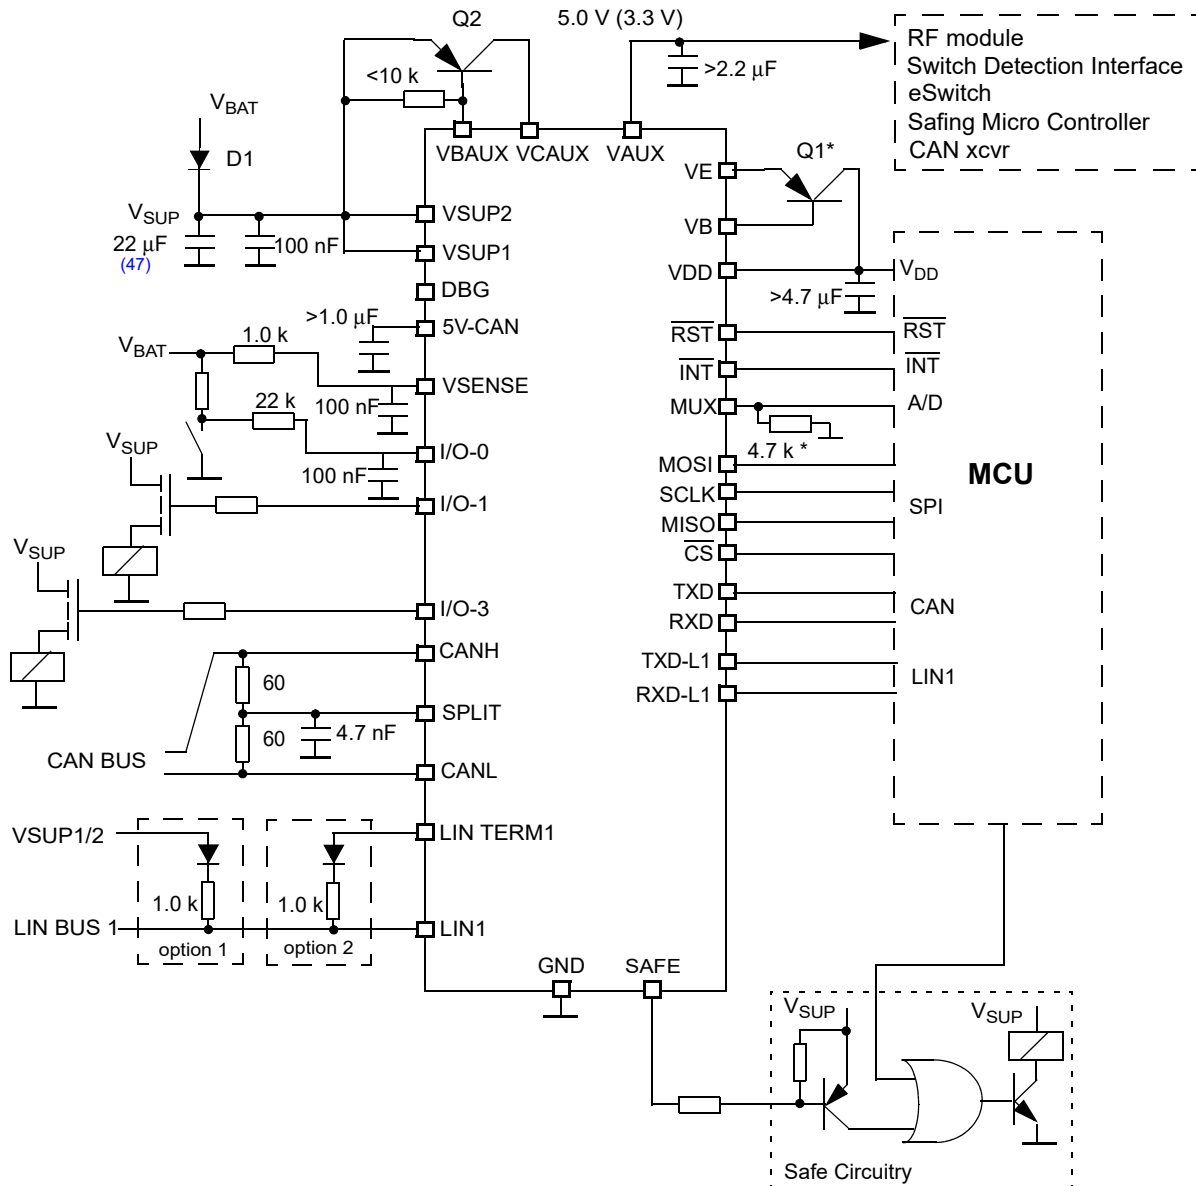 Q2
5.0 V (3.3 V)
RF module
Switch Detection Interface
eSwitch
Safing Micro Controller
CAN xcvr
>2.2 μF
<10 k
VBAT
D1
VBAUX
VCAUX
VAUX
VE
Q1*
VB
VSUP
VSUP2
22 μF
(47)
100 nF
VSUP1
VDD
VDD
>4.7 μF
DBG
>1.0 μF
5V-CAN
RST
RST
VBAT
1.0 k
INT
INT
VSENSE
100 nF
MUX
A/D
22 k
4.7 k *
VSUP
I/O-0
100 nF
MOSI
MCU
SCLK
SPI
I/O-1
MISO
VSUP
CS
TXD
CAN
I/O-3
RXD
CANH
TXD-L1
LIN1
60
RXD-L1
SPLIT
4.7 nF
60
CAN BUS
CANL
VSUP1/2
LIN TERM1
1.0 k
1.0 k
LIN BUS 1
LIN1
option 1
option 2
GND
SAFE
VSUP
VSUP
Safe Circuitry